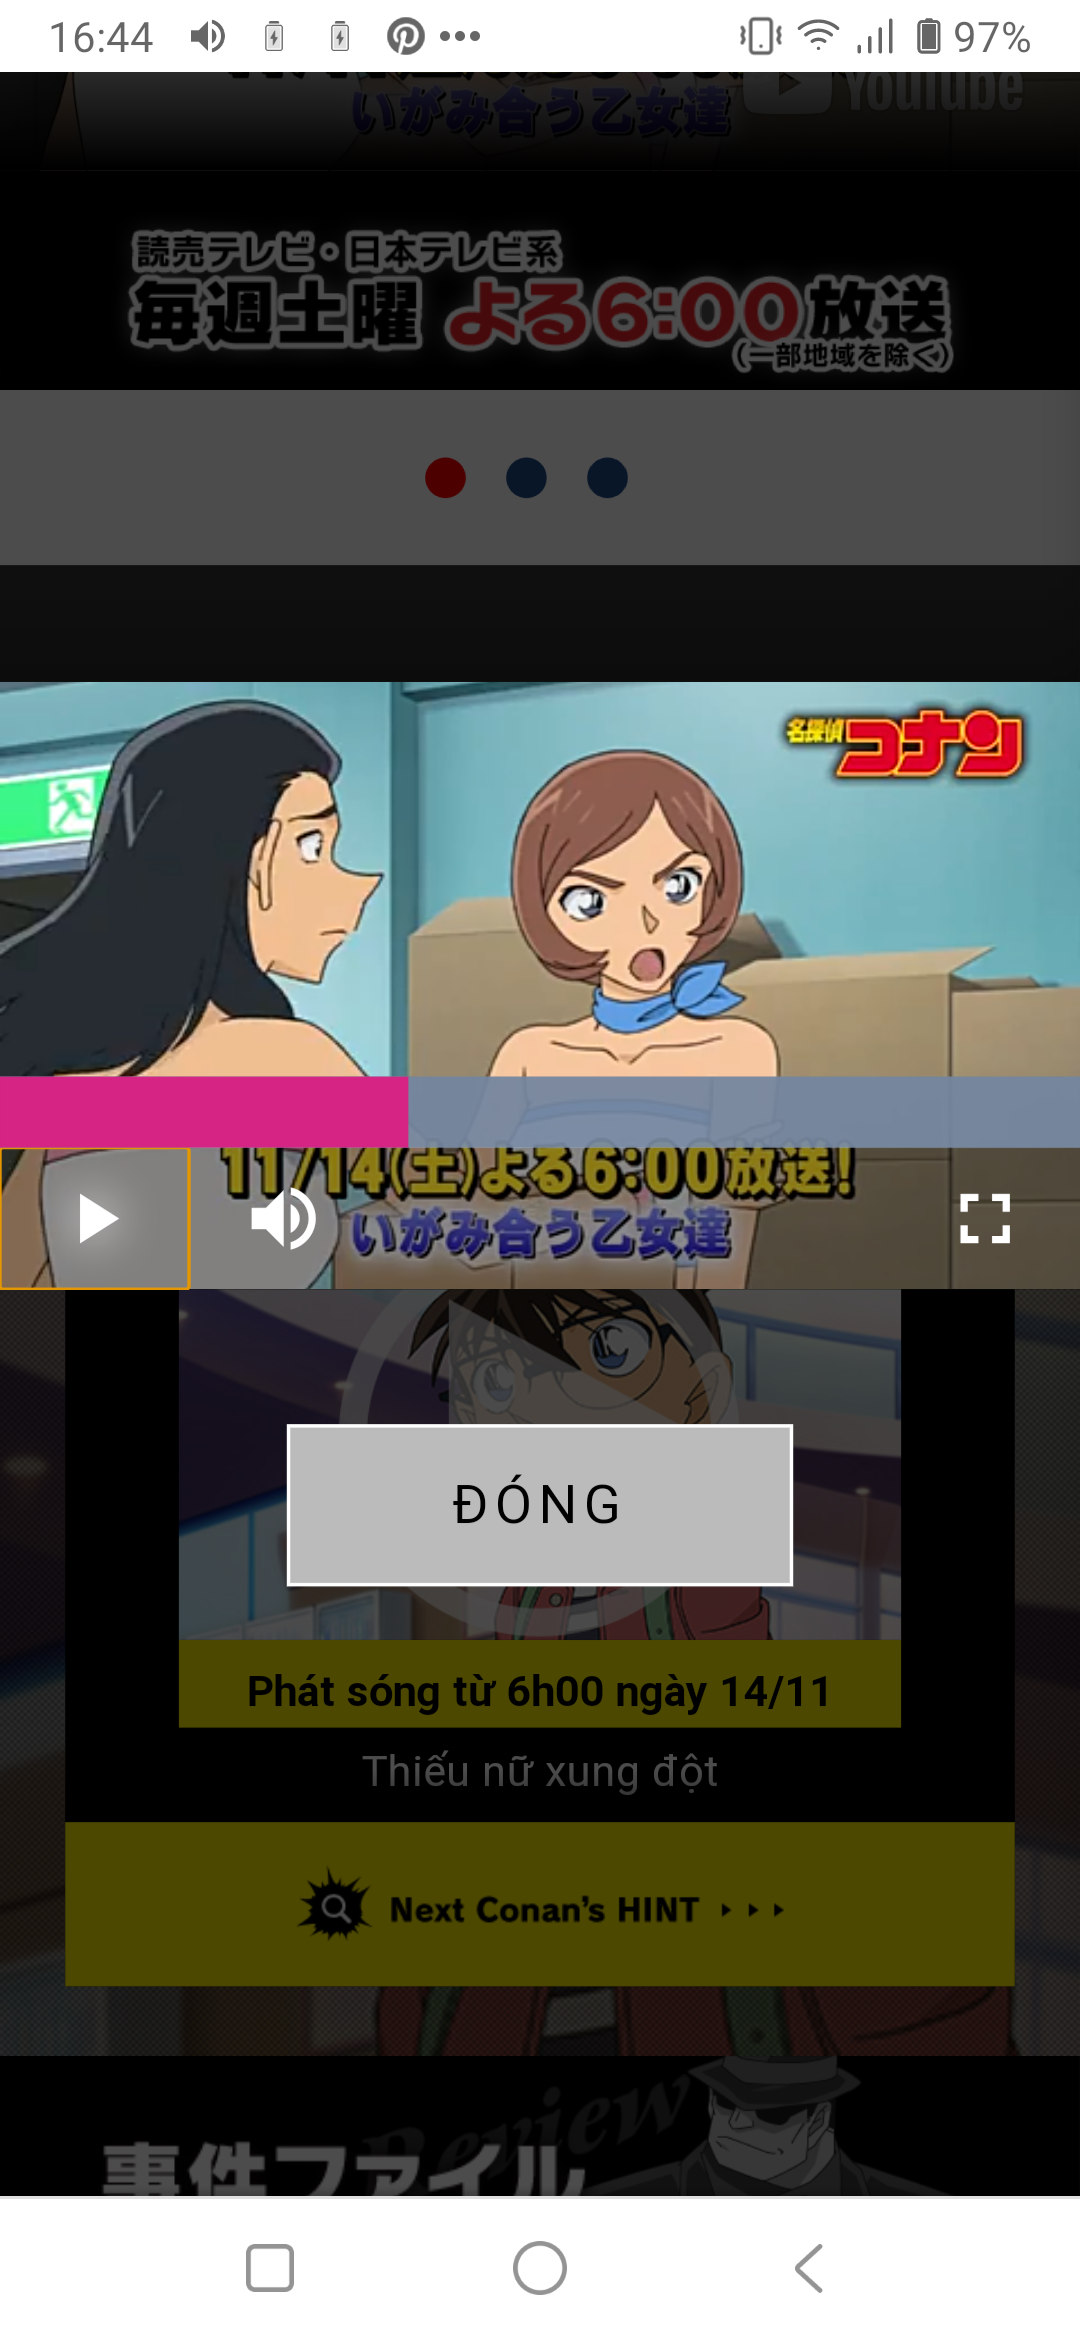 16:44
97%
いがみ合う乙女達
YouTube
読売テレビ・日本テレビ系
毎週土曜 よる6:00放送
(一部地域を除く)
名探偵コナン
11/14(土)よる6:00放送!
いがみ合う乙女達
ĐÓNG
Phát sóng từ 6h00 ngày 14/11
Thiếu nữ xung đột
Next Conan's HINT
Review
事件ファイル